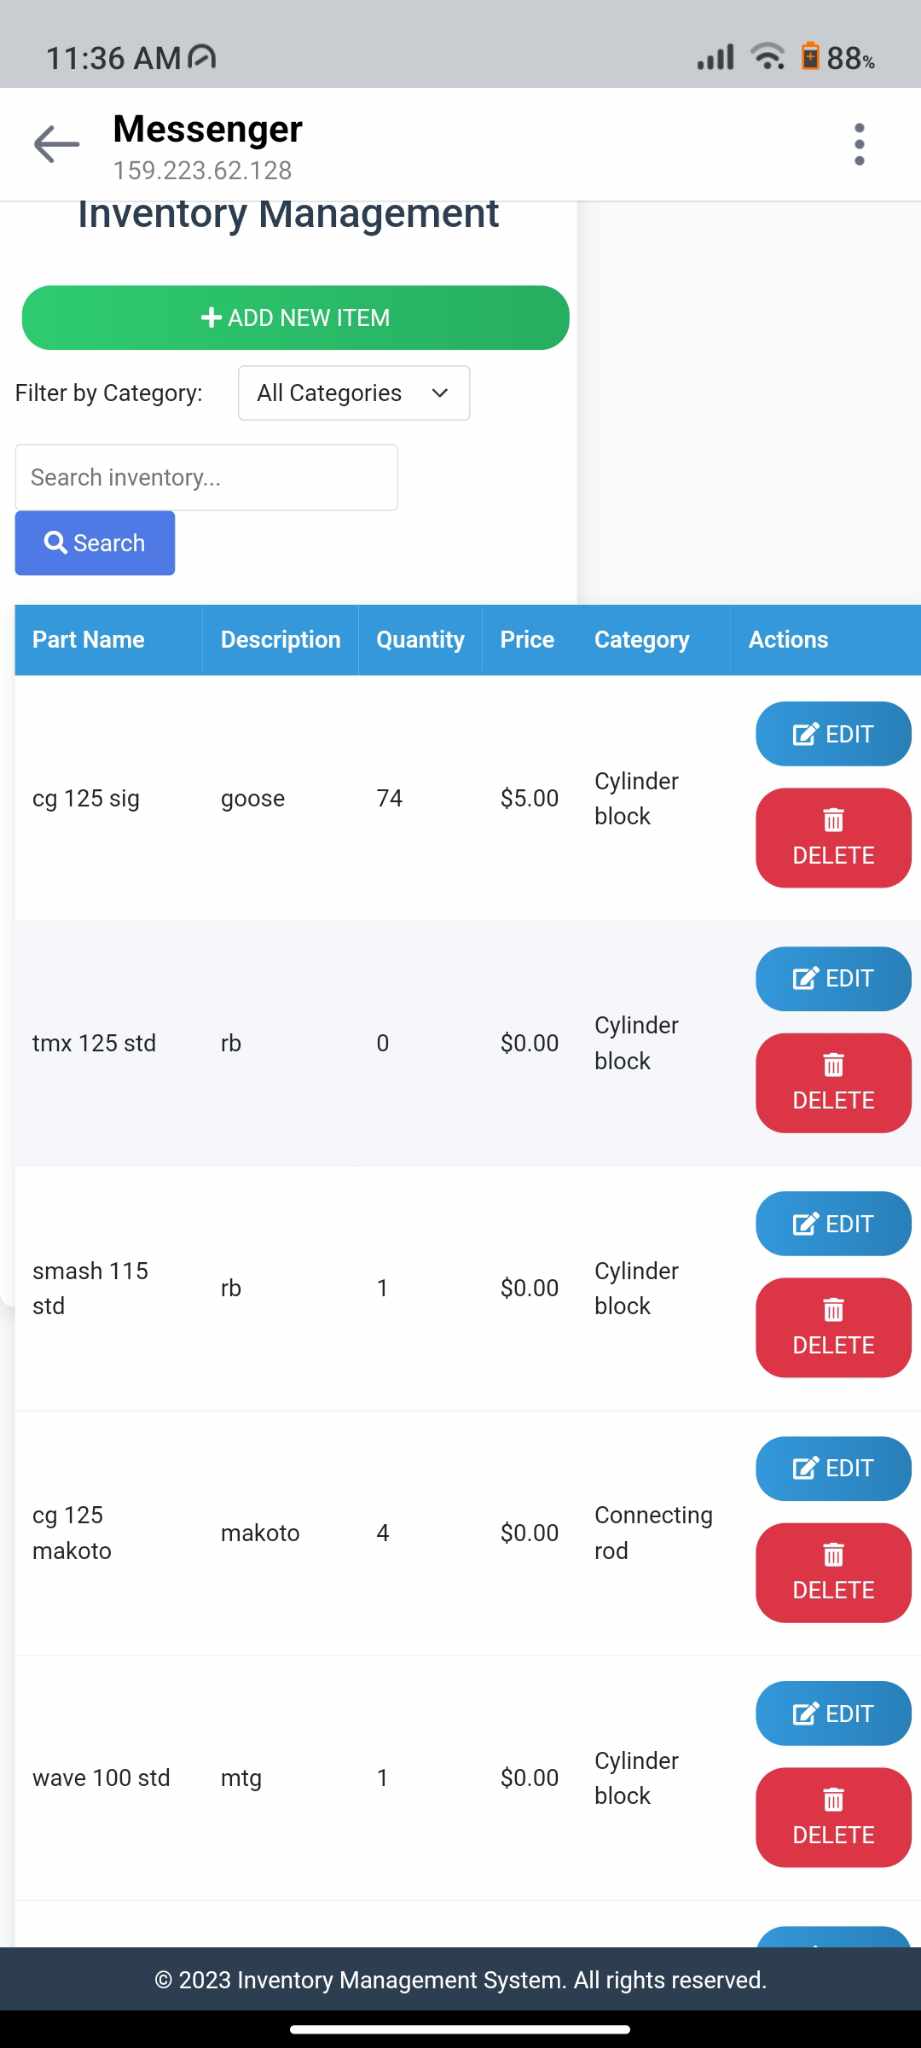 11:36 AM
88%
Messenger
159.223.62.128
Inventory Management
ADD NEW ITEM
Filter by Category: All Categories
Search inventory...
Search
Part Name Description Quantity Price Category Actions
EDIT
cg 125 sig goose 74 $5.00 Cylinder block
DELETE
EDIT
tmx 125 std rb 0 $0.00 Cylinder block
DELETE
EDIT
smash 115 std rb 1 $0.00 Cylinder block
DELETE
EDIT
cg 125 makoto makoto 4 $0.00 Connecting rod
DELETE
EDIT
wave 100 std mtg 1 $0.00 Cylinder block
DELETE
© 2023 Inventory Management System. All rights reserved.